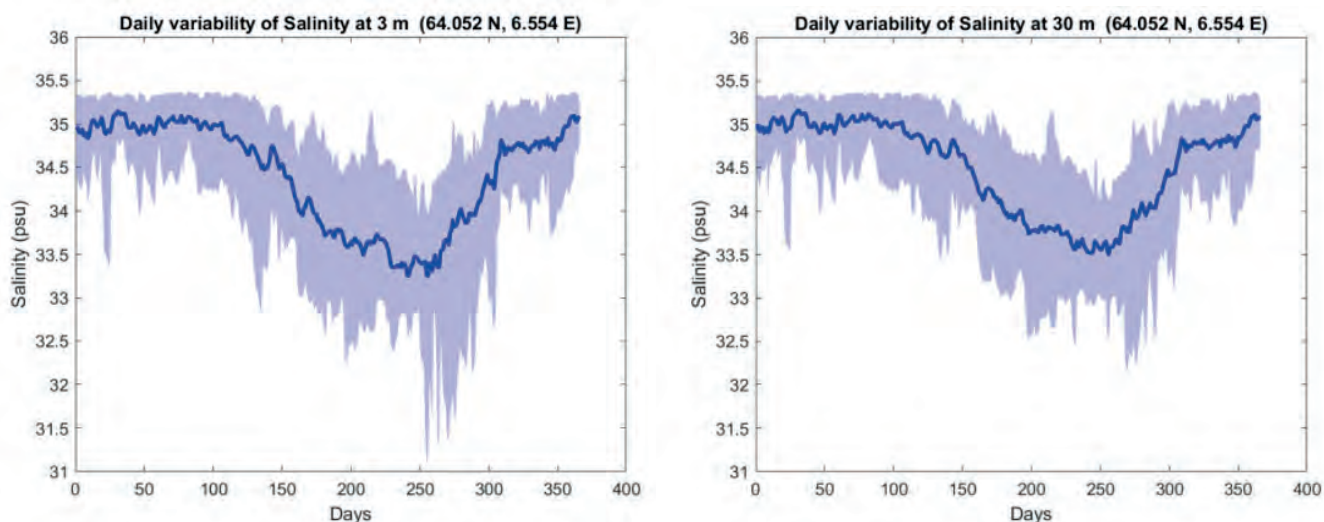 Daily variability of Salinity at 3 m (64.052 N, 6.554 E)
36
35.5
35
34.5
34
33.5
33
32.5
32
31.5
31
Salinity (psu)
0 50 100 150 200 250 300 350 400
Days
Daily variability of Salinity at 30 m (64.052 N, 6.554 E)
36
35.5
35
34.5
34
33.5
33
32.5
32
31.5
31
Salinity (psu)
0 50 100 150 200 250 300 350 400
Days